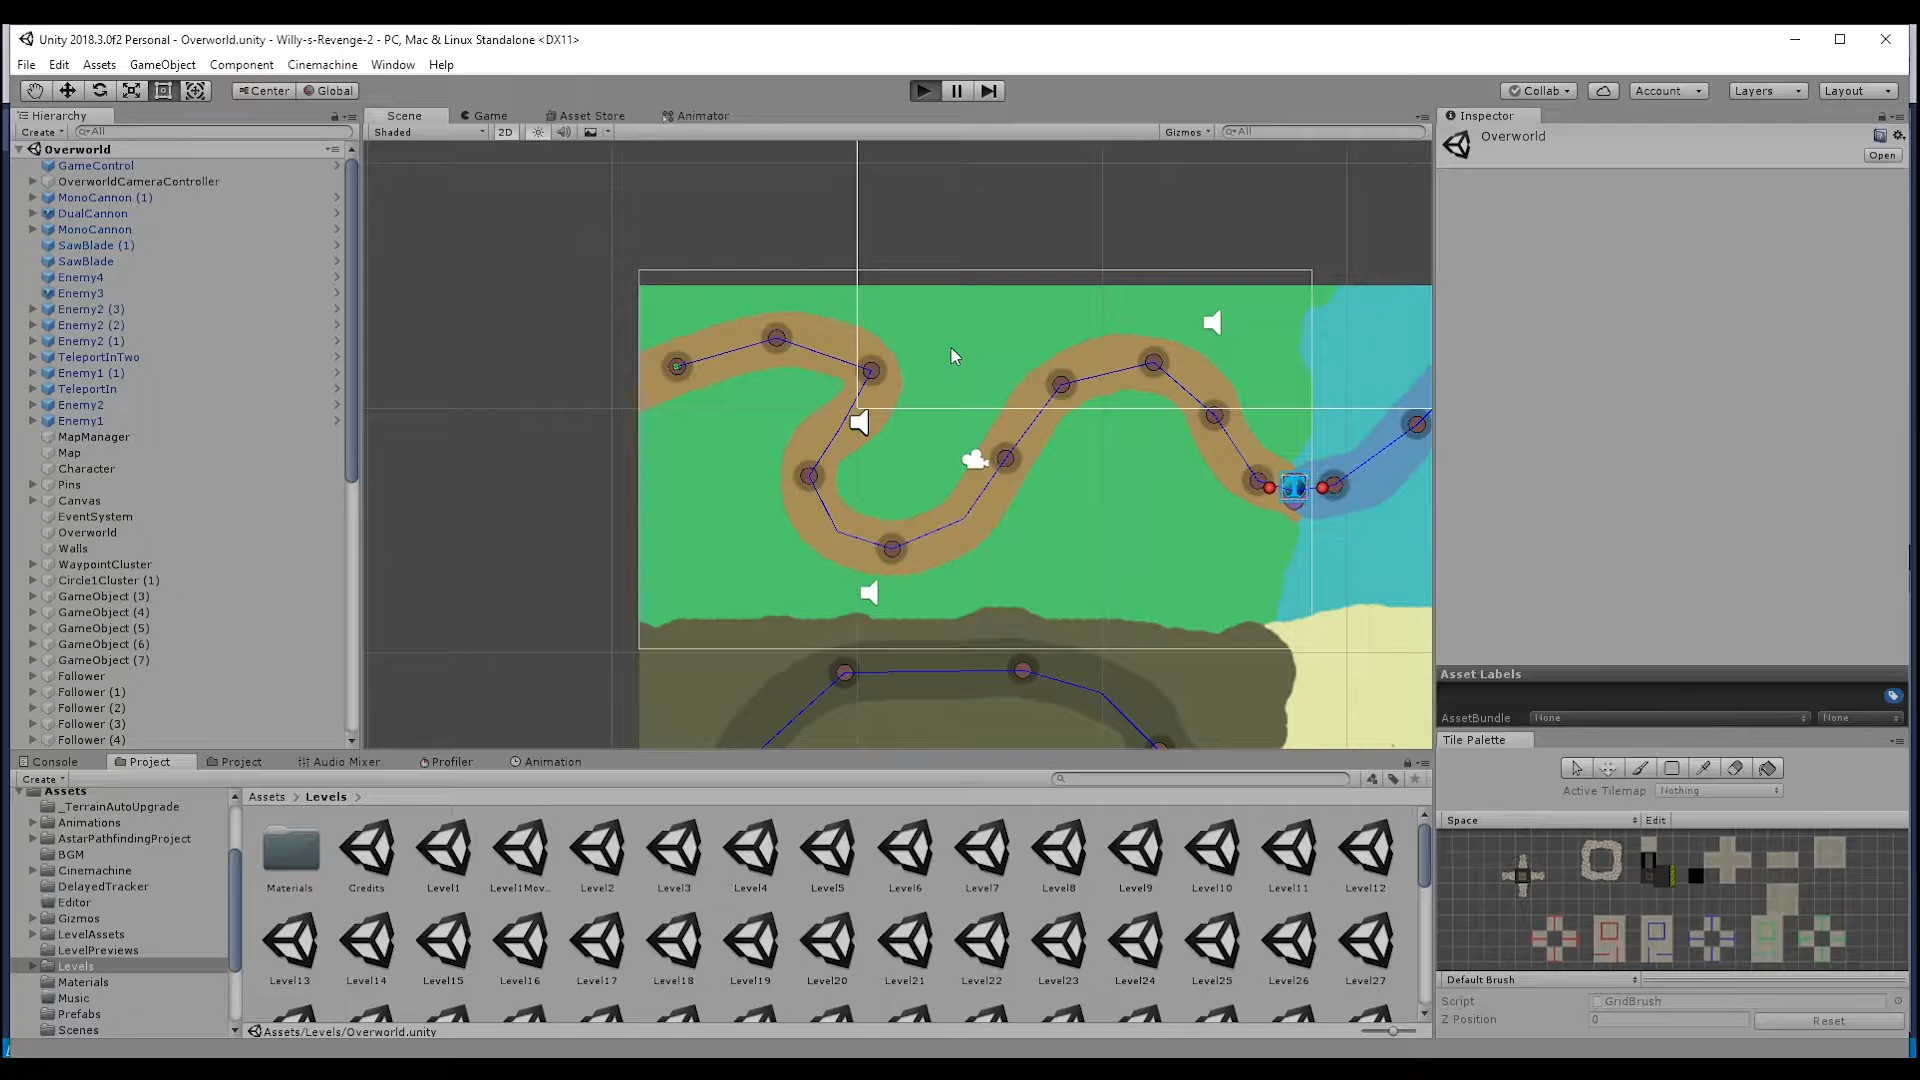 Unity 2018.3.0f2 Personal - Overworld.unity - Willy-s-Revenge-2 - PC, Mac & Linux Standalone <DX11>
File Edit Assets GameObject Component Cinemachine Window Help
Center Global Collab Account Layers Layout
Hierarchy
Create All
Overworld
GameControl
OverworldCameraController
MonoCannon (1)
DualCannon
MonoCannon
SawBlade (1)
SawBlade
Enemy4
Enemy3
Enemy2 (3)
Enemy2 (2)
Enemy2 (1)
TeleportInTwo
Enemy1 (1)
TeleportIn
Enemy2
Enemy1
MapManager
Map
Character
Pins
Canvas
EventSystem
Overworld
Walls
WaypointCluster
Circle1Cluster (1)
GameObject (3)
GameObject (4)
GameObject (5)
GameObject (6)
GameObject (7)
Follower
Follower (1)
Follower (2)
Follower (3)
Follower (4)
Scene Game Asset Store Animator
Shaded 2D Gizmos All
Inspector
Overworld
Open
Asset Labels
AssetBundle None None
Tile Palette
Active Tilemap Nothing
Space Edit
Default Brush
Script GridBrush
Z Position 0 Reset
Console Project Project Audio Mixer Profiler Animation
Create
Assets
_TerrainAutoUpgrade
Animations
AstarPathfindingProject
BGM
Cinemachine
DelayedTracker
Editor
Gizmos
LevelAssets
LevelPreviews
Levels
Materials
Music
Prefabs
Scenes
Assets > Levels >
Materials Credits Level1 Level1Mov... Level2 Level3 Level4 Level5 Level6 Level7 Level8 Level9 Level10 Level11 Level12
Level13 Level14 Level15 Level16 Level17 Level18 Level19 Level20 Level21 Level22 Level23 Level24 Level25 Level26 Level27
Assets/Levels/Overworld.unity